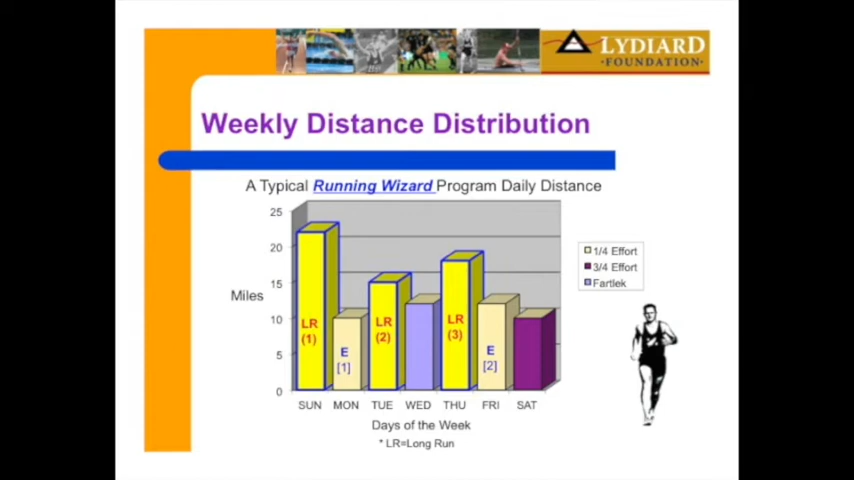 LYDIARD
·FOUNDATION·
Weekly Distance Distribution
A Typical Running Wizard Program Daily Distance
25
20
15
10
5
0
Miles
LR
(1)
E
[1]
LR
(2)
LR
(3)
E
[2]
SUN MON TUE WED THU FRI SAT
Days of the Week
* LR=Long Run
1/4 Effort
3/4 Effort
Fartlek